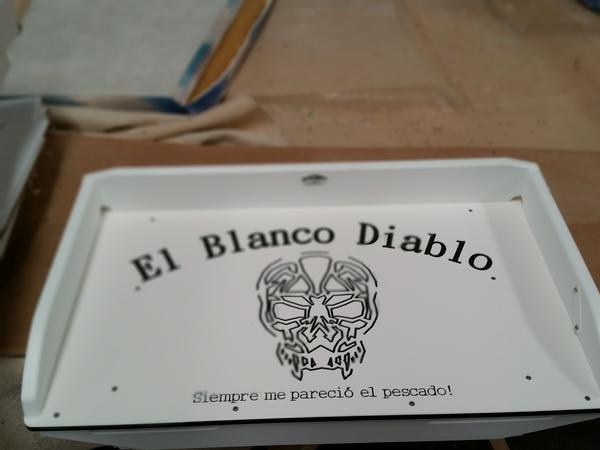 El Blanco Diablo
Siempre me pareció el pescado!